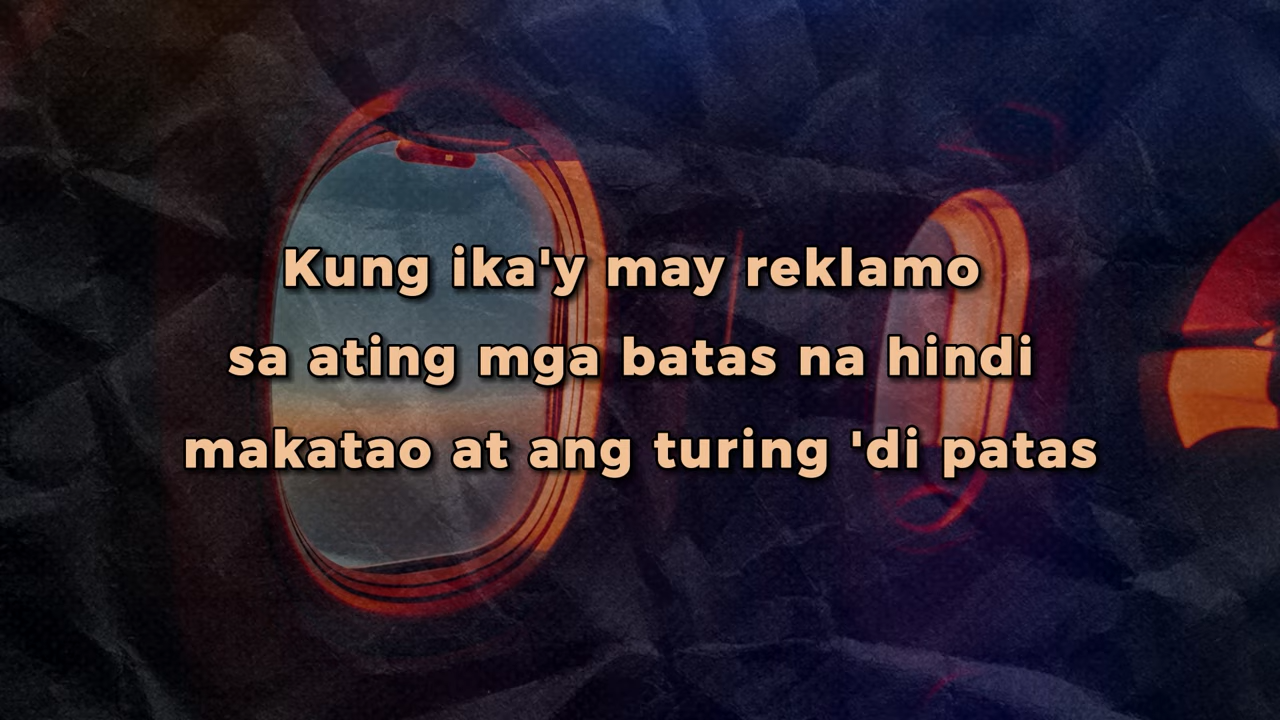 Kung ika'y may reklamo
sa ating mga batas na hindi
makatao at ang turing 'di patas